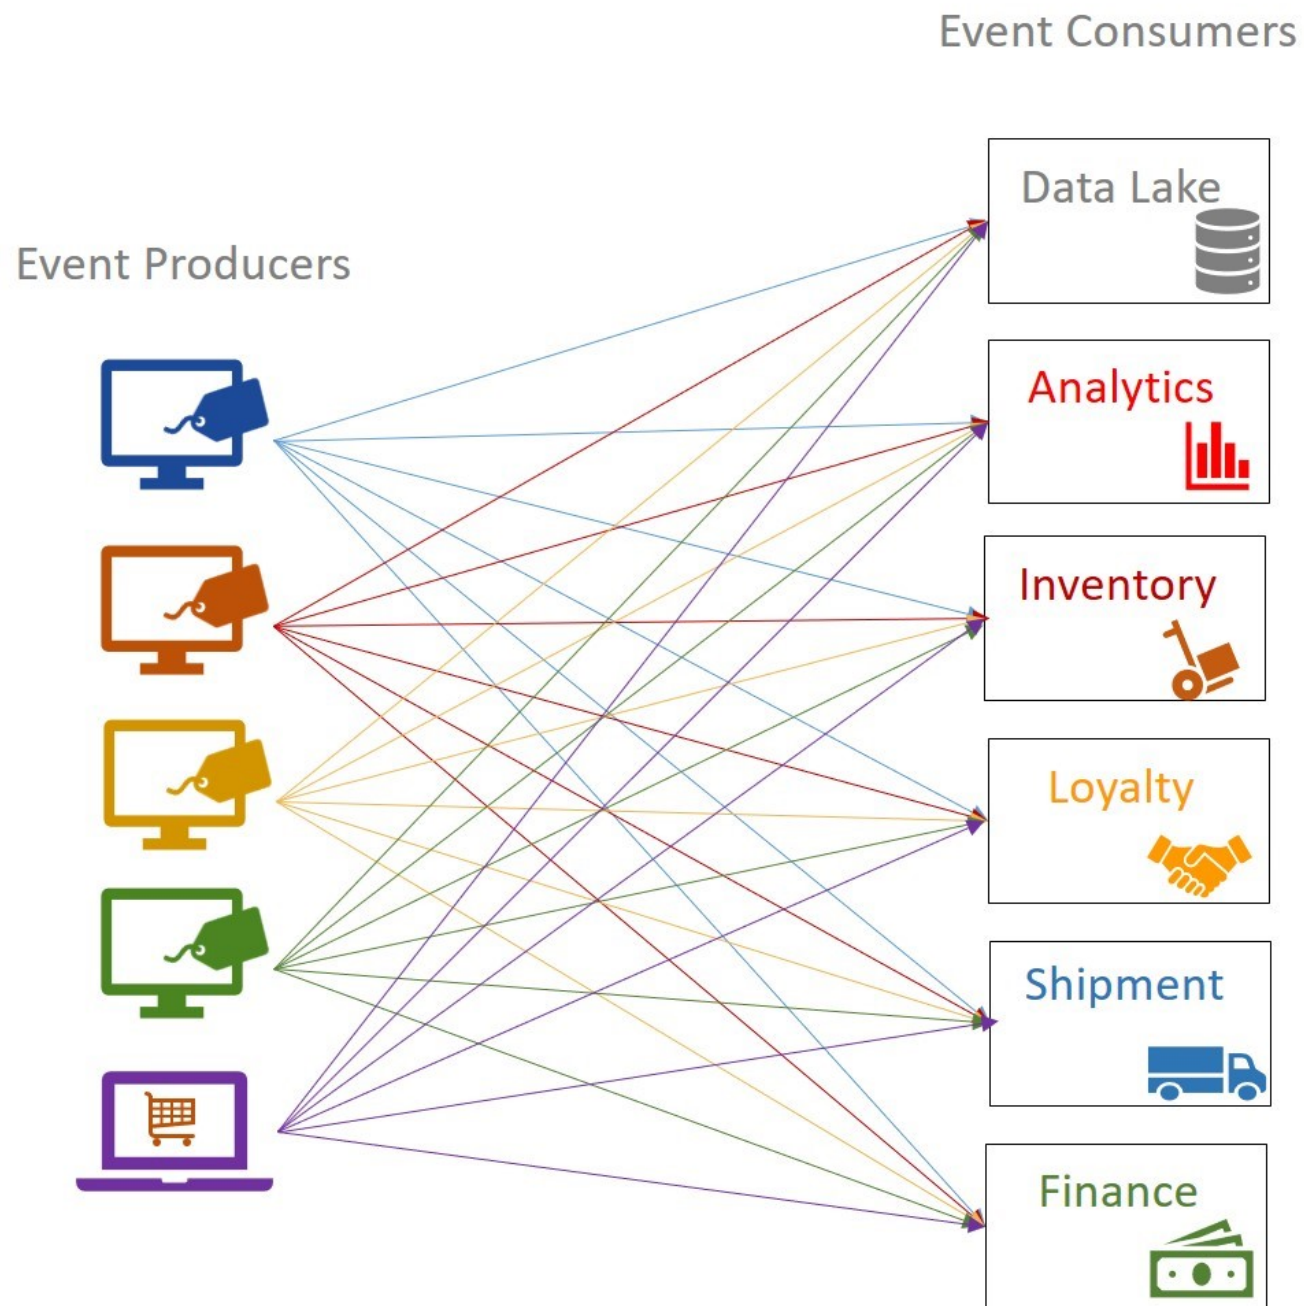 Event Consumers
Event Producers
Data Lake
Analytics
Inventory
Loyalty
Shipment
Finance